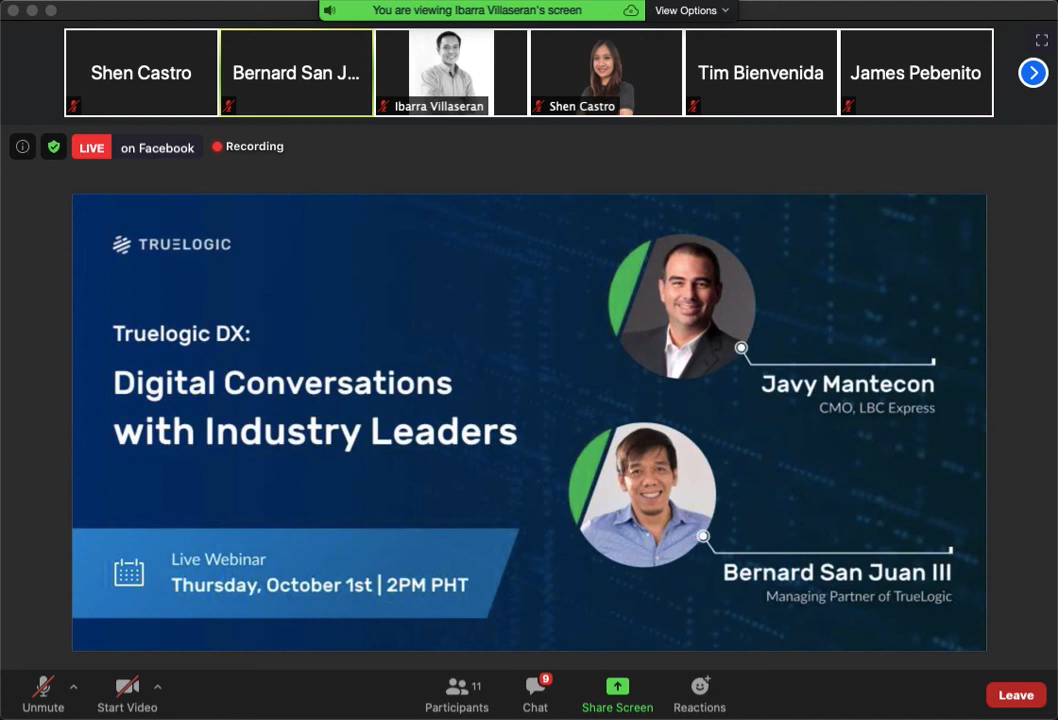 You are viewing Ibarra Villaseran's screen
View Options
Shen Castro
Bernard San J...
Ibarra Villaseran
Shen Castro
Tim Bienvenida
James Pebenito
LIVE
on Facebook
Recording
TRUELOGIC
Truelogic DX:
Digital Conversations
with Industry Leaders
Javy Mantecon
CMO, LBC Express
Live Webinar
Thursday, October 1st | 2PM PHT
Bernard San Juan III
Managing Partner of TrueLogic
Unmute
Start Video
11
Participants
9
Chat
Share Screen
Reactions
Leave